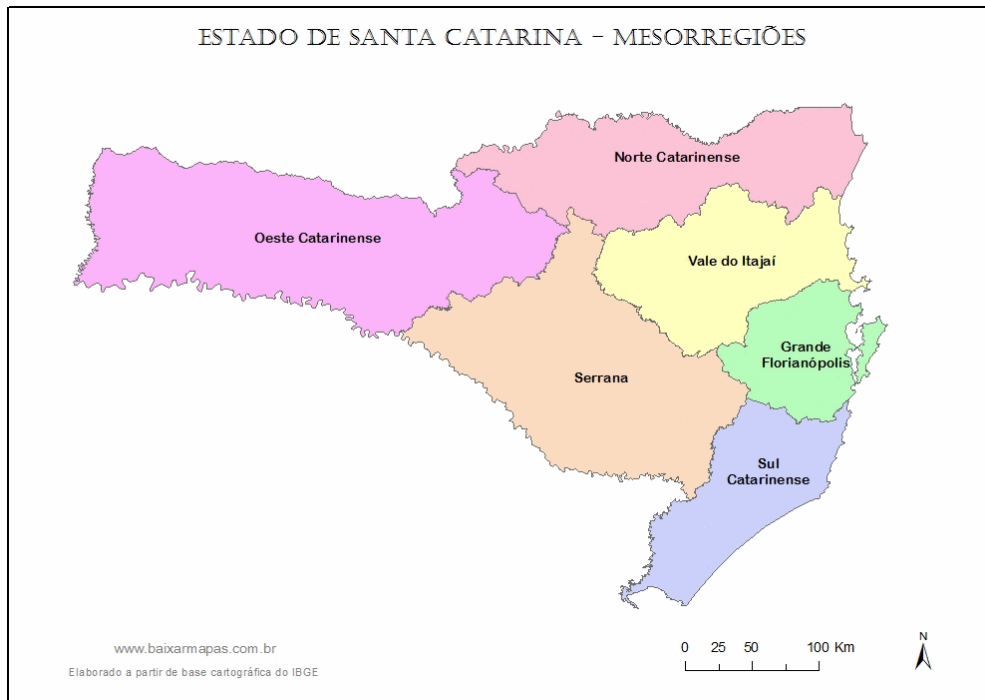 ESTADO DE SANTA CATARINA - MESORREGIÕES
Norte Catarinense
Oeste Catarinense
Vale do Itajaí
Grande
Florianópolis
Serrana
Sul
Catarinense
www.baixarmapas.com.br
Elaborado a partir de base cartográfica do IBGE
0 25 50 100 Km
N